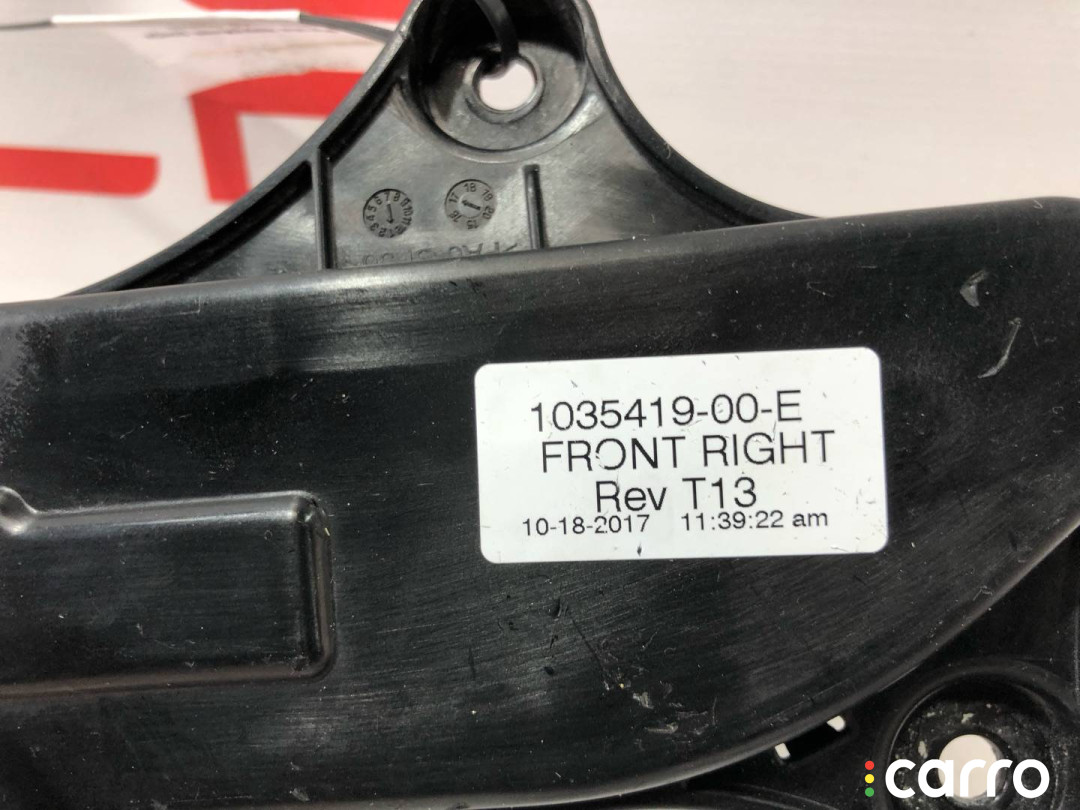 1035419-00-E
FRONT RIGHT
Rev T13
10-18-2017 11:39:22 am
carro